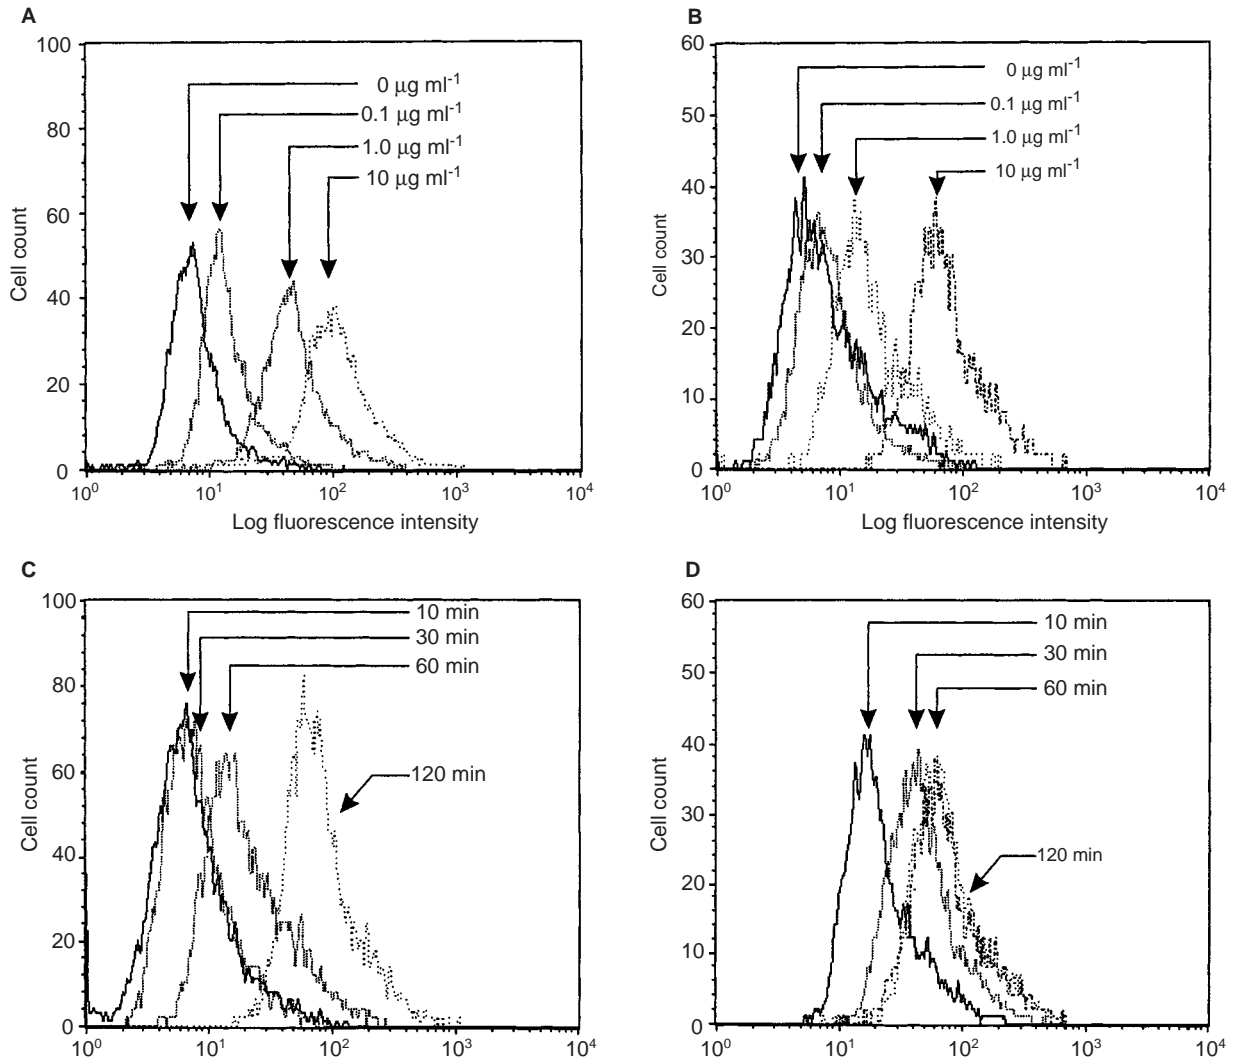 A
100
80
60
40
20
0
Cell count
0 µg ml-1
0.1 µg ml-1
1.0 µg ml-1
10 µg ml-1
10^0 10^1 10^2 10^3 10^4
Log fluorescence intensity
B
60
50
40
30
20
10
0
Cell count
0 µg ml-1
0.1 µg ml-1
1.0 µg ml-1
10 µg ml-1
10^0 10^1 10^2 10^3 10^4
Log fluorescence intensity
C
100
80
60
40
20
0
Cell count
10 min
30 min
60 min
120 min
10^0 10^1 10^2 10^3 10^4
D
60
50
40
30
20
10
0
Cell count
10 min
30 min
60 min
120 min
10^0 10^1 10^2 10^3 10^4